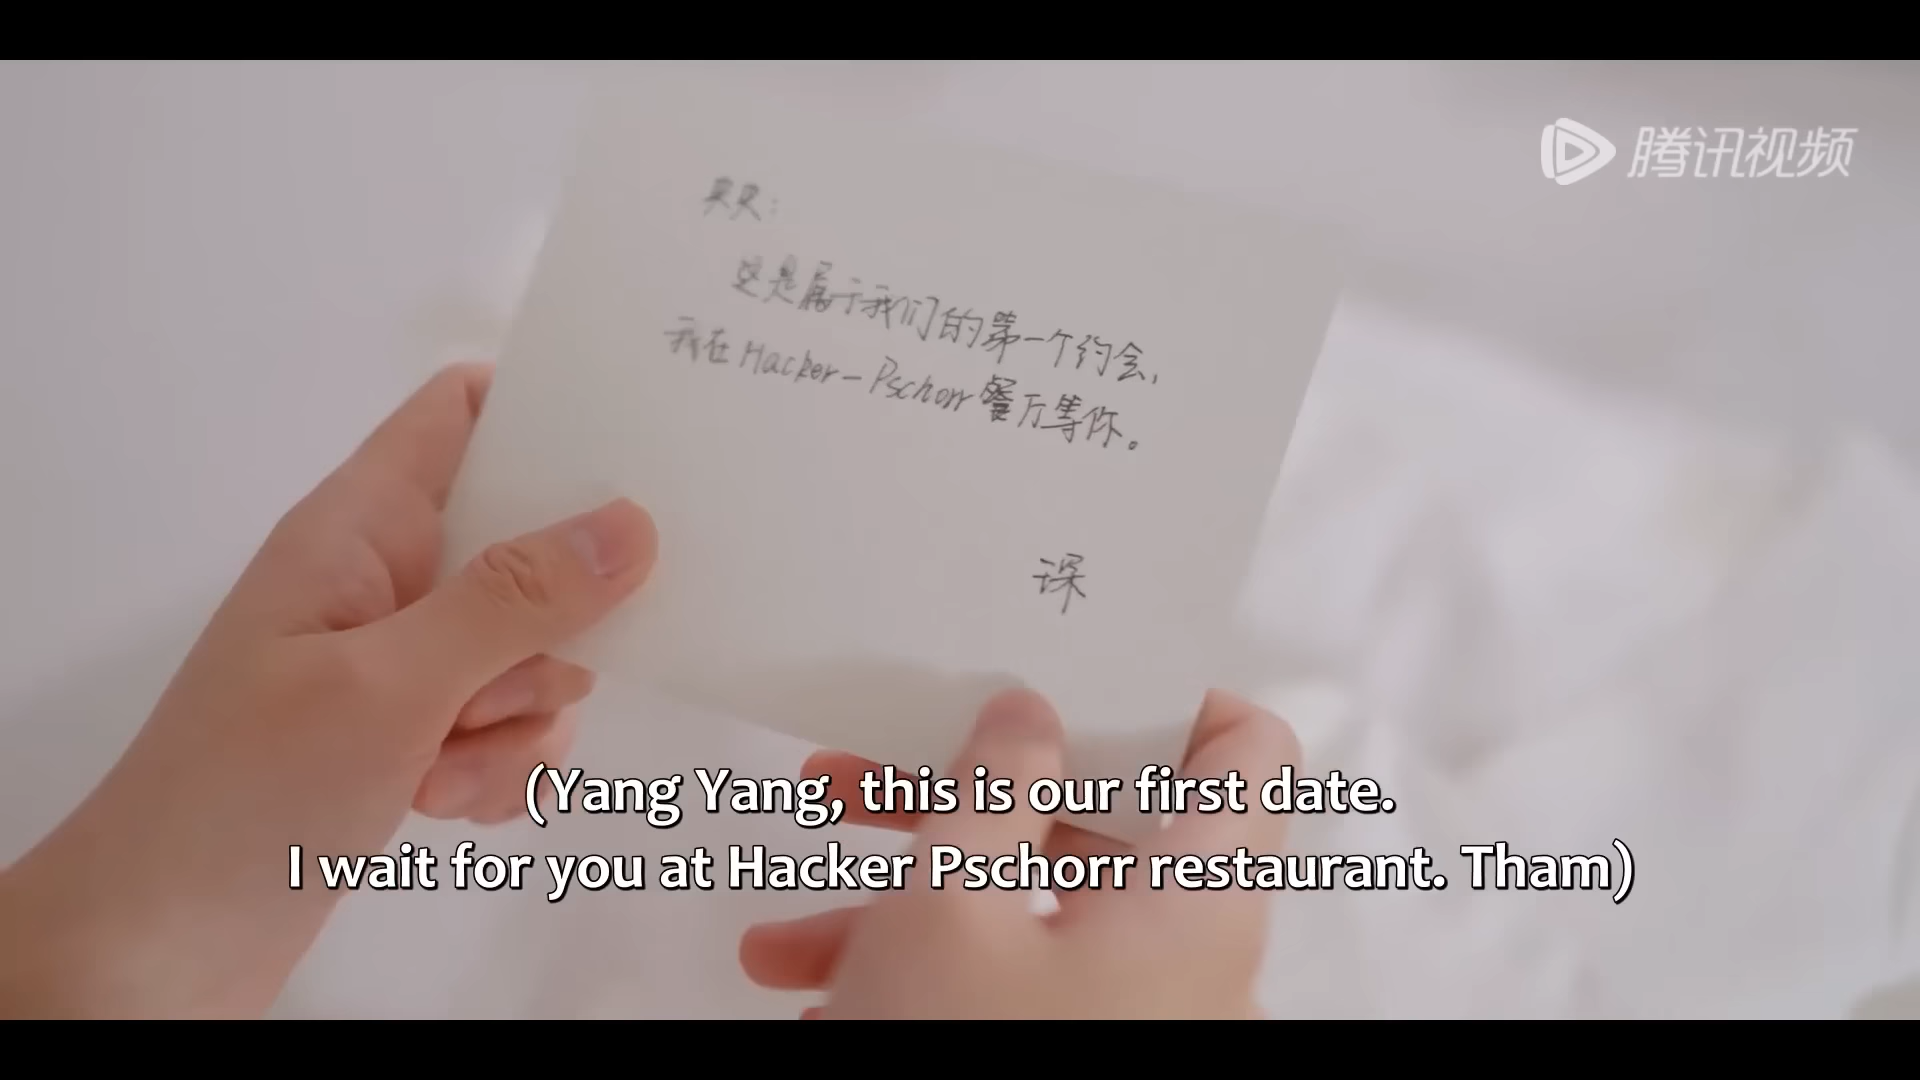 腾讯视频
央央:
这是属于我们的第一个约会,
我在Hacker-Pschorr餐厅等你。
琛
(Yang Yang, this is our first date.
I wait for you at Hacker Pschorr restaurant. Tham)